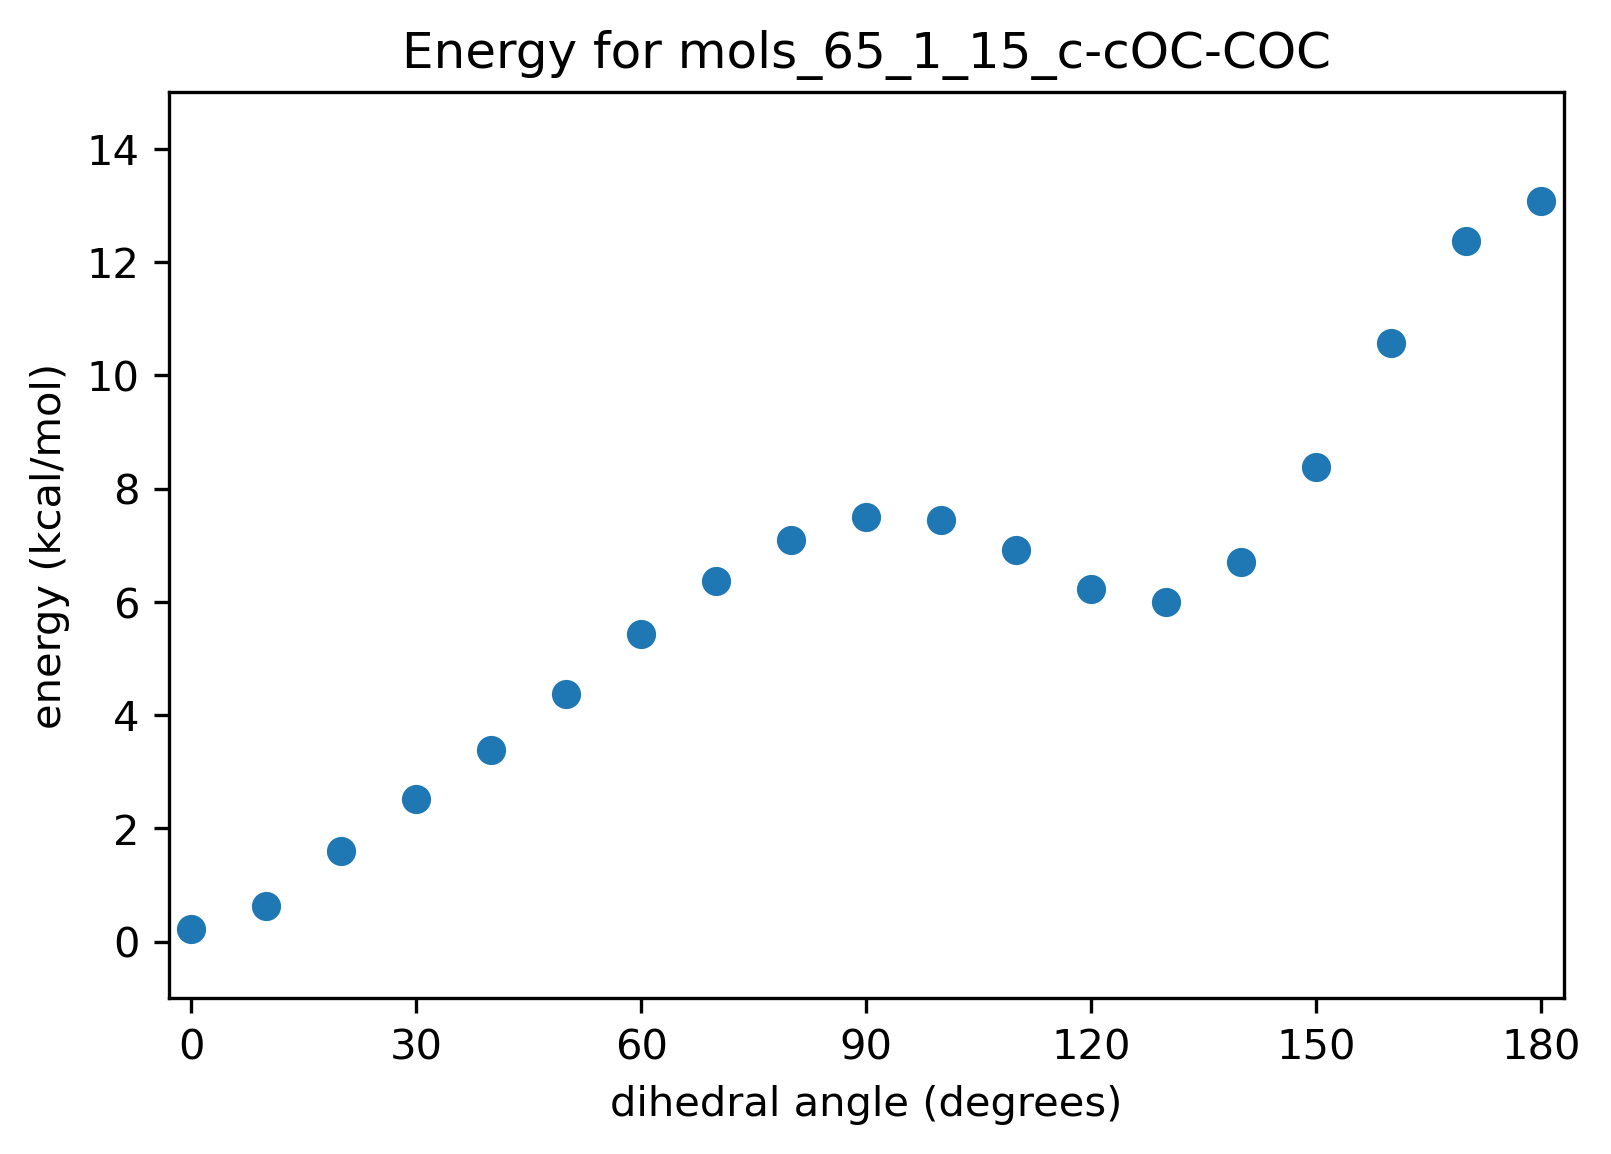 Energy for mols_65_1_15_c-cOC-COC
14
12
10
8
6
4
2
0
energy (kcal/mol)
0 30 60 90 120 150 180
dihedral angle (degrees)